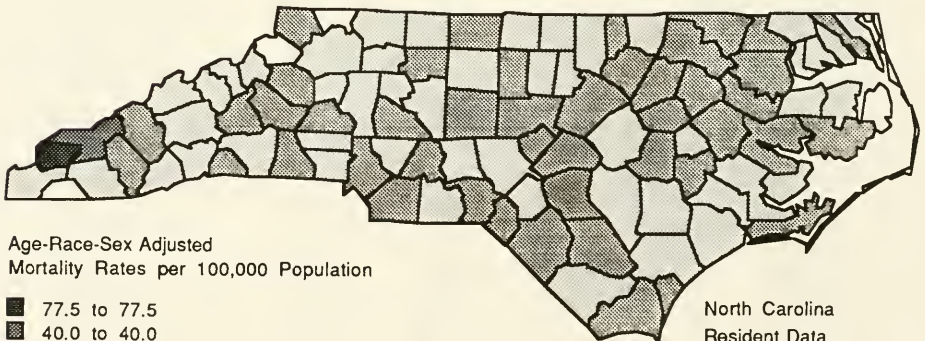 Age-Race-Sex Adjusted
Mortality Rates per 100,000 Population
77.5 to 77.5
40.0 to 40.0
North Carolina
Resident Data